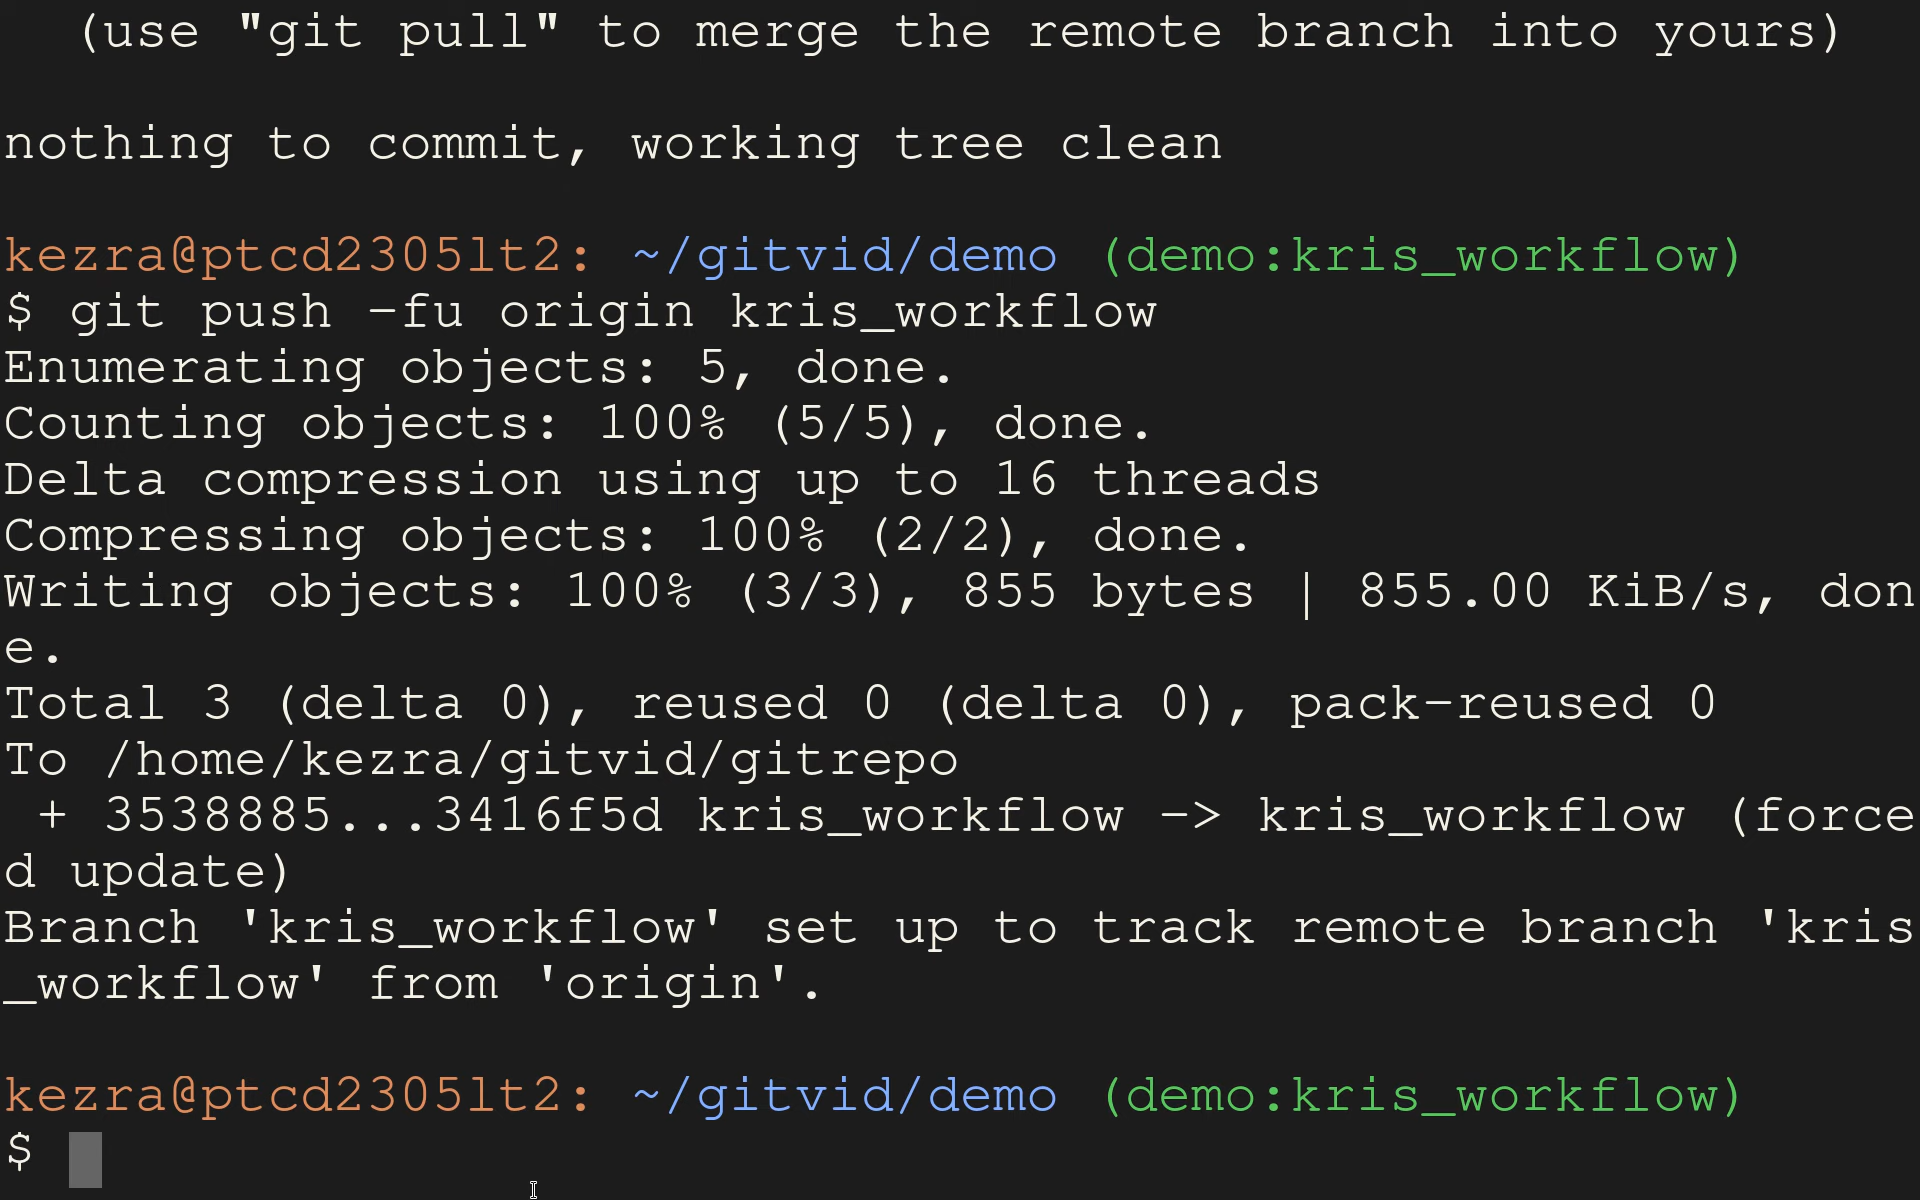 (use "git pull" to merge the remote branch into yours)
nothing to commit, working tree clean
kezra@ptcd2305lt2: ~/gitvid/demo (demo:kris_workflow)
$ git push -fu origin kris_workflow
Enumerating objects: 5, done.
Counting objects: 100% (5/5), done.
Delta compression using up to 16 threads
Compressing objects: 100% (2/2), done.
Writing objects: 100% (3/3), 855 bytes | 855.00 KiB/s, don
e.
Total 3 (delta 0), reused 0 (delta 0), pack-reused 0
To /home/kezra/gitvid/gitrepo
 + 3538885...3416f5d kris_workflow -> kris_workflow (force
d update)
Branch 'kris_workflow' set up to track remote branch 'kris
_workflow' from 'origin'.
kezra@ptcd2305lt2: ~/gitvid/demo (demo:kris_workflow)
$